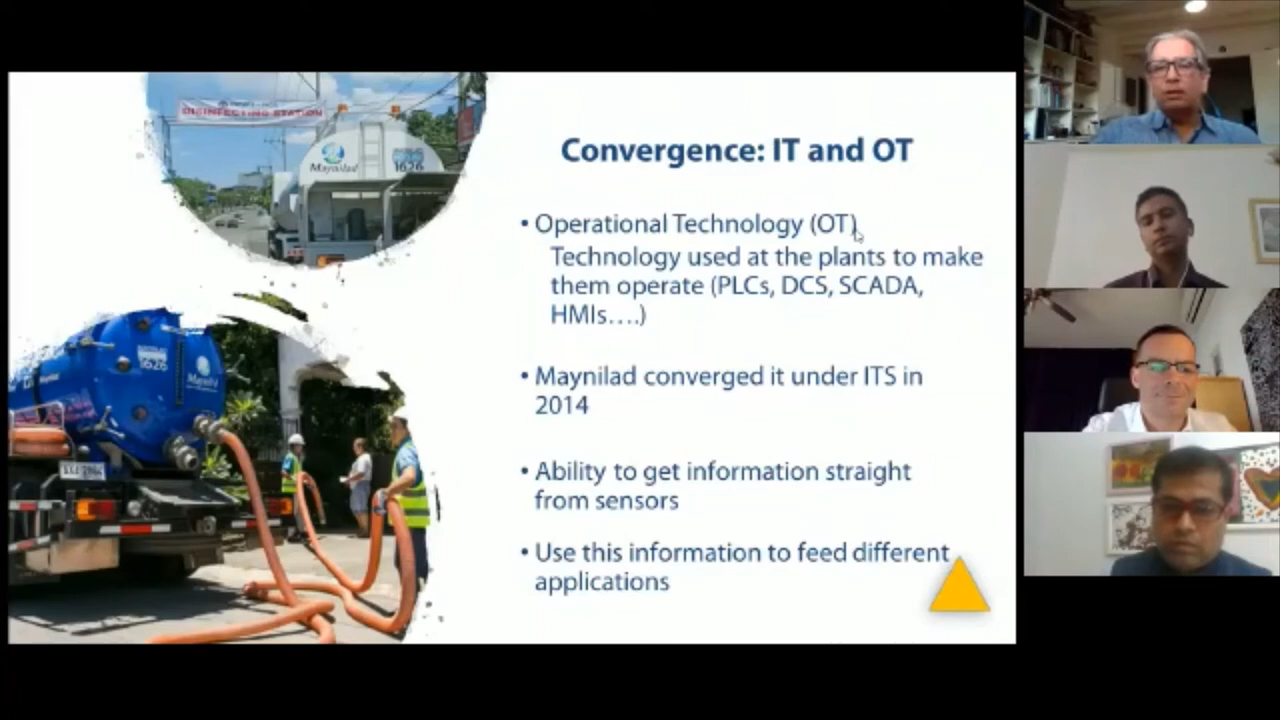 DISINFECTING STATION
Maynilad
1626
1626
Convergence: IT and OT
• Operational Technology (OT)
Technology used at the plants to make
them operate (PLCs, DCS, SCADA,
HMIs....)
• Maynilad converged it under ITS in
2014
• Ability to get information straight
from sensors
• Use this information to feed different
applications